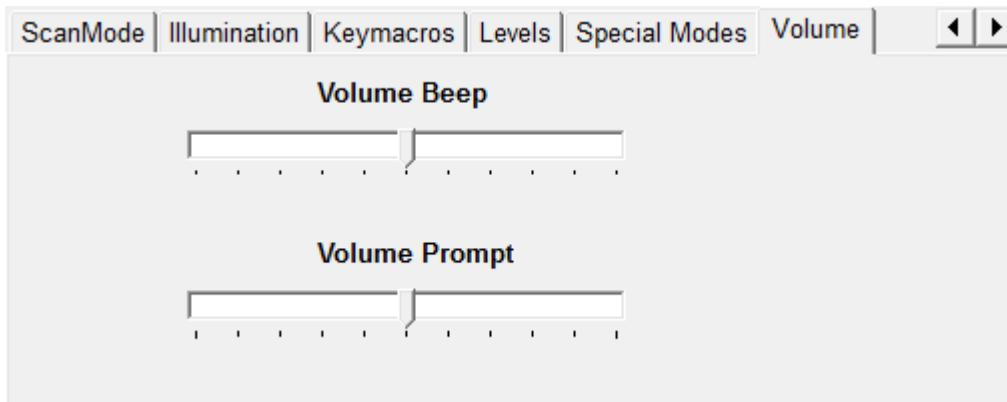 ScanMode Illumination Keymacros Levels Special Modes Volume
Volume Beep
Volume Prompt